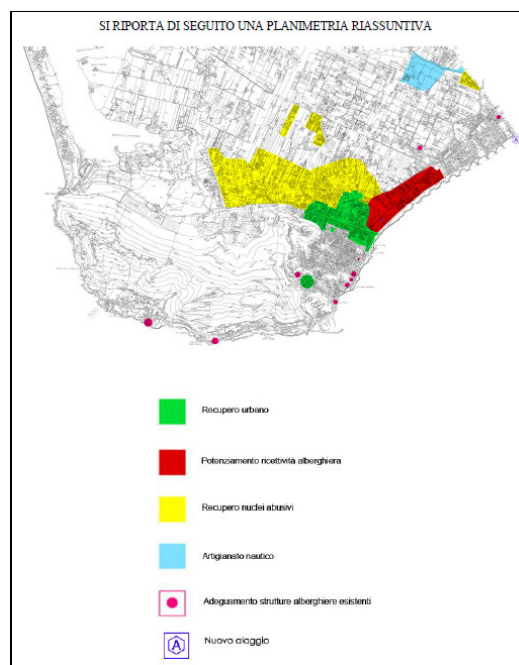 SI RIPORTA DI SEGUITO UNA PLANIMETRIA RIASSUNTIVA
A
Recupero urbano
Potenziamento ricettività alberghiera
Recupero nuclei abusivi
Artigianato nautico
Adeguamento strutture alberghiere esistenti
A
Nuovo alaggio